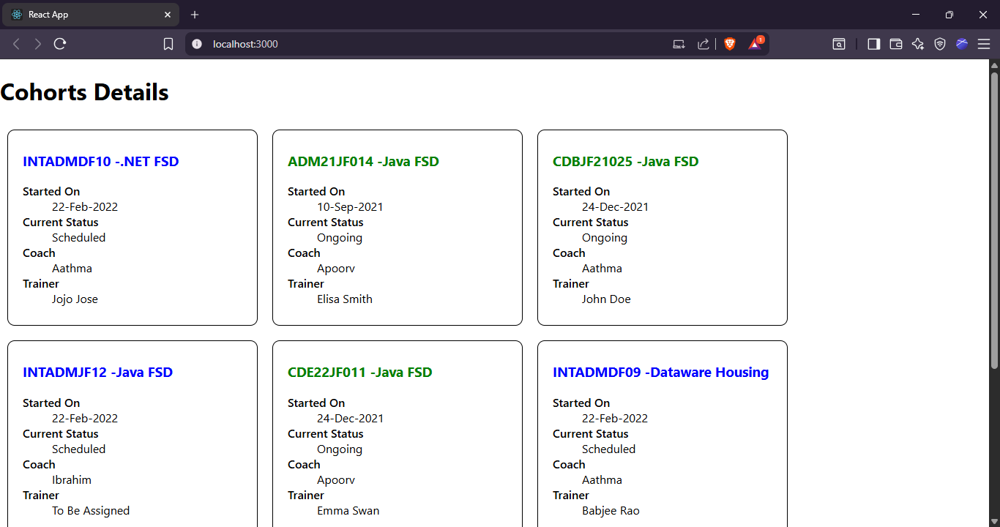 React App
localhost:3000
1
Cohorts Details
INTADMDF10 -.NET FSD
Started On
22-Feb-2022
Current Status
Scheduled
Coach
Aathma
Trainer
Jojo Jose
ADM21JF014 -Java FSD
Started On
10-Sep-2021
Current Status
Ongoing
Coach
Apoorv
Trainer
Elisa Smith
CDBJF21025 -Java FSD
Started On
24-Dec-2021
Current Status
Ongoing
Coach
Aathma
Trainer
John Doe
INTADMJF12 -Java FSD
Started On
22-Feb-2022
Current Status
Scheduled
Coach
Ibrahim
Trainer
To Be Assigned
CDE22JF011 -Java FSD
Started On
24-Dec-2021
Current Status
Ongoing
Coach
Apoorv
Trainer
Emma Swan
INTADMDF09 -Dataware Housing
Started On
22-Feb-2022
Current Status
Scheduled
Coach
Aathma
Trainer
Babjee Rao